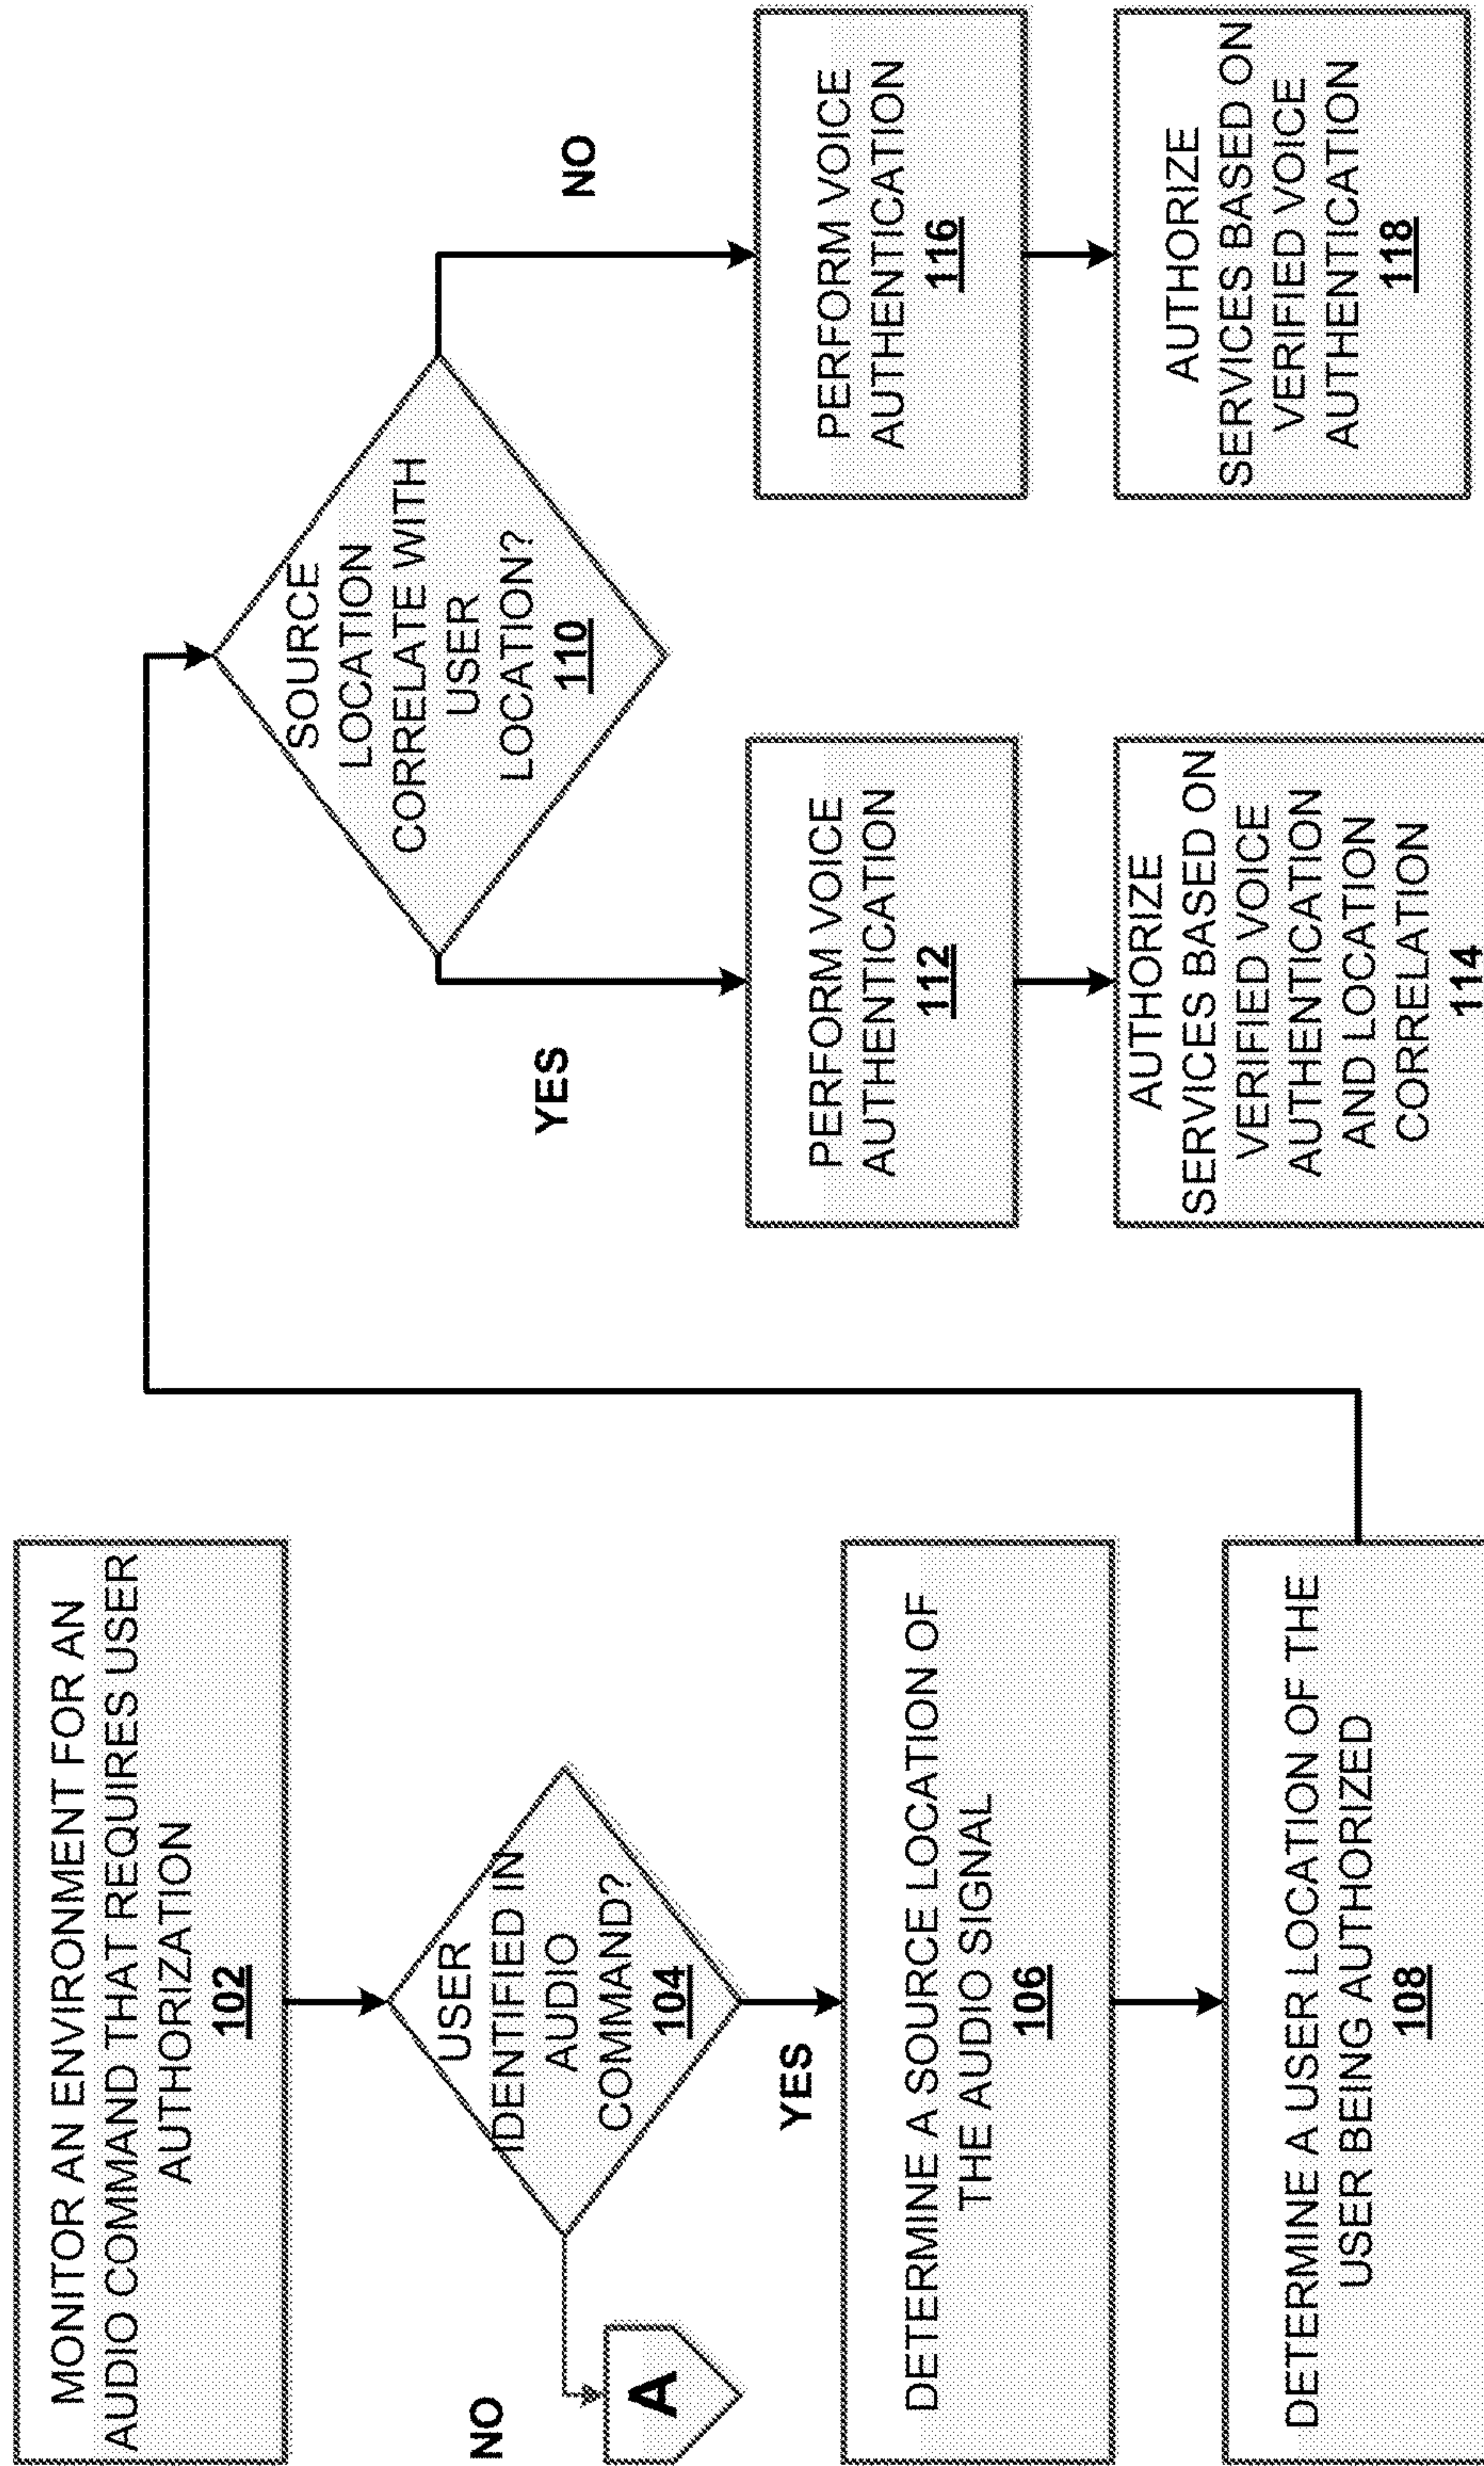 MONITOR AN ENVIRONMENT FOR AN
AUDIO COMMAND THAT REQUIRES USER
AUTHORIZATION
102
USER
IDENTIFIED IN
AUDIO
COMMAND?
104
NO
A
YES
DETERMINE A SOURCE LOCATION OF
THE AUDIO SIGNAL
106
DETERMINE A USER LOCATION OF THE
USER BEING AUTHORIZED
108
SOURCE
LOCATION
CORRELATE WITH
USER
LOCATION?
110
YES
NO
PERFORM VOICE
AUTHENTICATION
112
AUTHORIZE
SERVICES BASED ON
VERIFIED VOICE
AUTHENTICATION
AND LOCATION
CORRELATION
114
PERFORM VOICE
AUTHENTICATION
116
AUTHORIZE
SERVICES BASED ON
VERIFIED VOICE
AUTHENTICATION
118